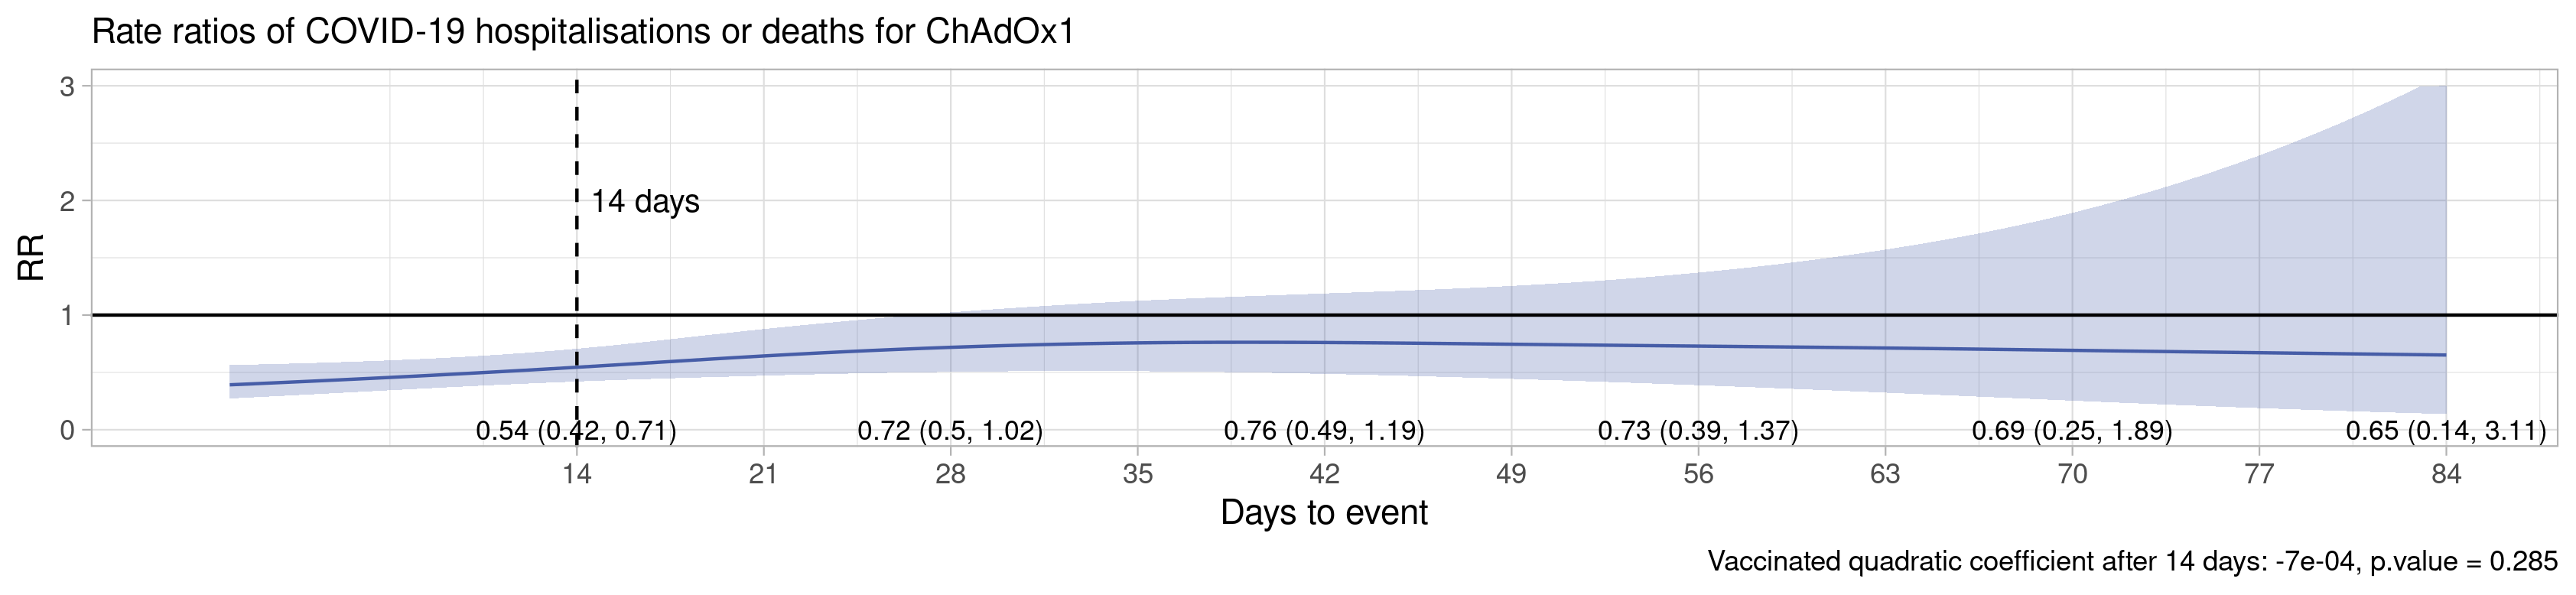 Rate ratios of COVID-19 hospitalisations or deaths for ChAdOx1
3
2
1
0
RR
14 days
0.54 (0.42, 0.71)
0.72 (0.5, 1.02)
0.76 (0.49, 1.19)
0.73 (0.39, 1.37)
0.69 (0.25, 1.89)
0.65 (0.14, 3.11)
14 21 28 35 42 49 56 63 70 77 84
Days to event
Vaccinated quadratic coefficient after 14 days: -7e-04, p.value = 0.285